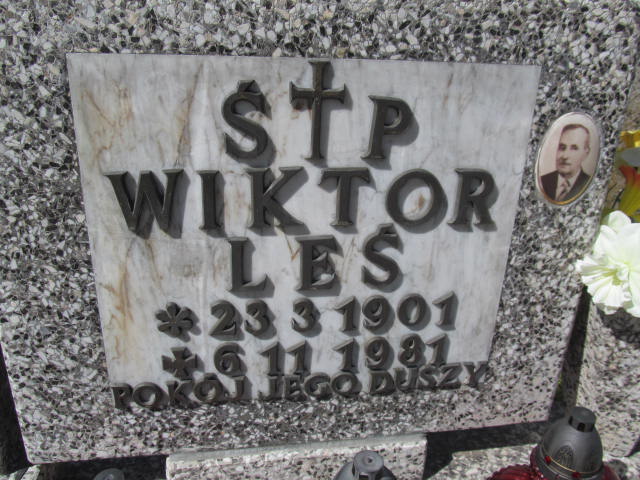 Ś✝P
WIKTOR
LEŚ
* 23 3 1901
✝ 6 11 1981
POKÓJ JEGO DUSZY